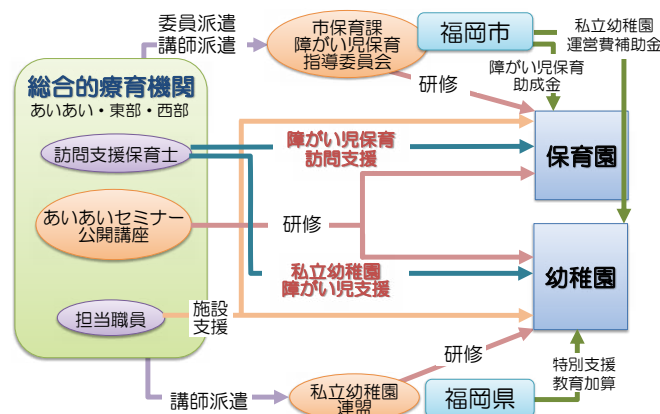 委員派遣
講師派遣
市保育課
障がい児保育
指導委員会
福岡市
私立幼稚園
運営費補助金
障がい児保育
助成金
研修
総合的療育機関
あいあい・東部・西部
訪問支援保育士
障がい児保育
訪問支援
保育園
あいあいセミナー
公開講座
研修
私立幼稚園
障がい児支援
幼稚園
担当職員
施設
支援
研修
特別支援
教育加算
講師派遣
私立幼稚園
連盟
福岡県